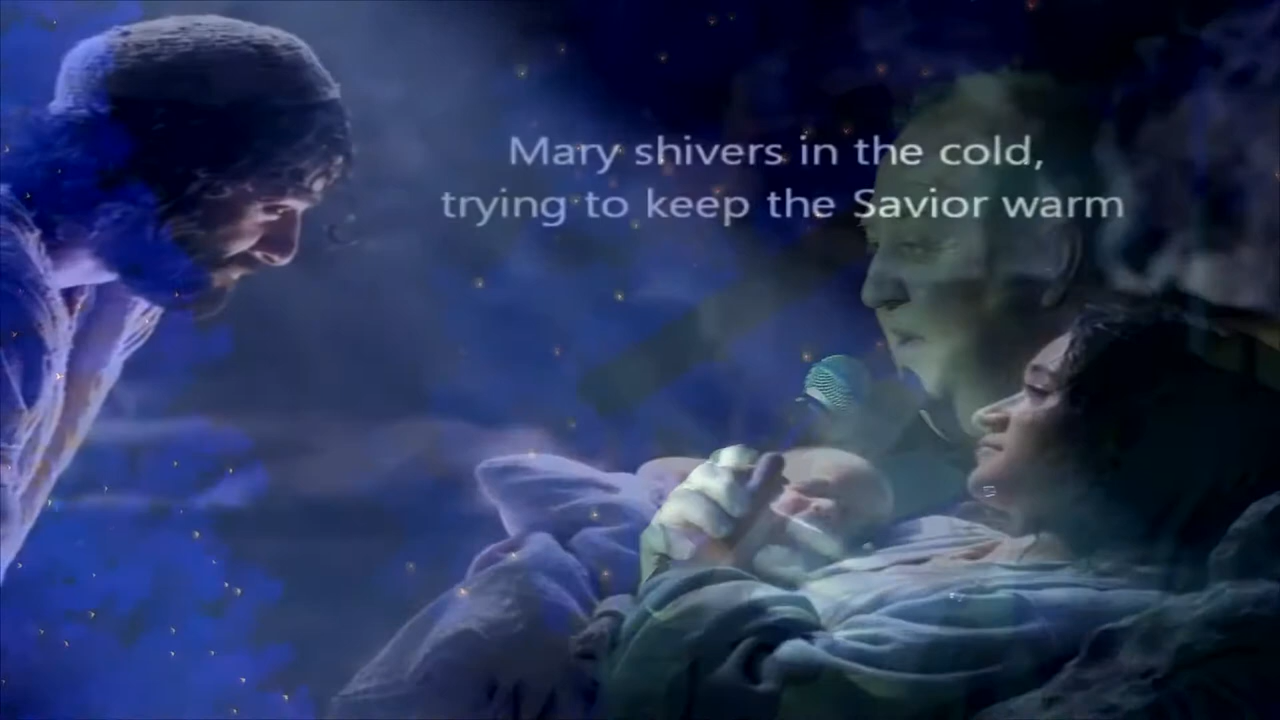 Mary shivers in the cold,
trying to keep the Savior warm